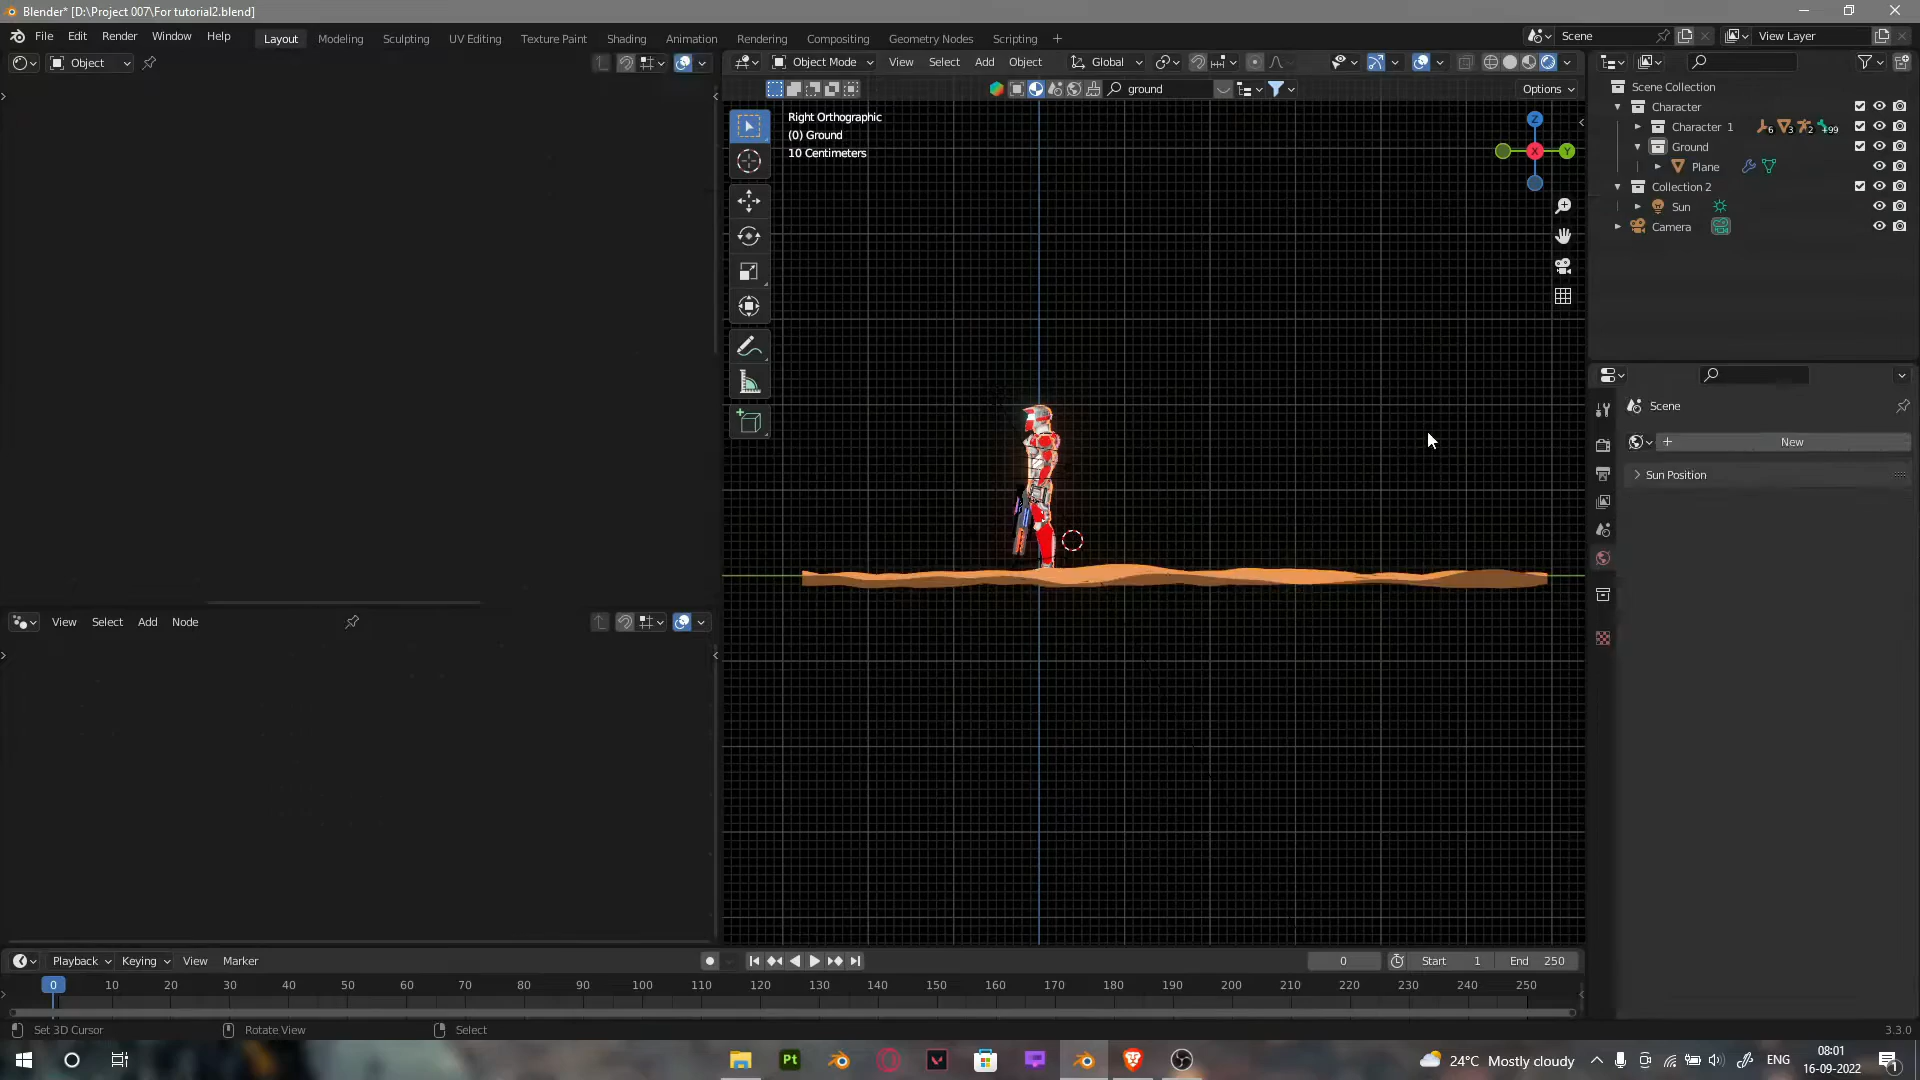 Blender* [D:\Project 007\For tutorial2.blend]
File Edit Render Window Help Layout Modeling Sculpting UV Editing Texture Paint Shading Animation Rendering Compositing Geometry Nodes Scripting + Scene View Layer
Object Object Mode View Select Add Object Global
ground Options
Right Orthographic
(0) Ground
10 Centimeters
Z
X Y
Scene Collection
Character
Character 1 6 3 2 +99
Ground
Plane
Collection 2
Sun
Camera
Scene
New
Sun Position
View Select Add Node
Playback Keying View Marker 0 Start 1 End 250
0 10 20 30 40 50 60 70 80 90 100 110 120 130 140 150 160 170 180 190 200 210 220 230 240 250
Set 3D Cursor Rotate View Select 3.3.0
Pt 24°C Mostly cloudy ENG 08:01
16-09-2022 1